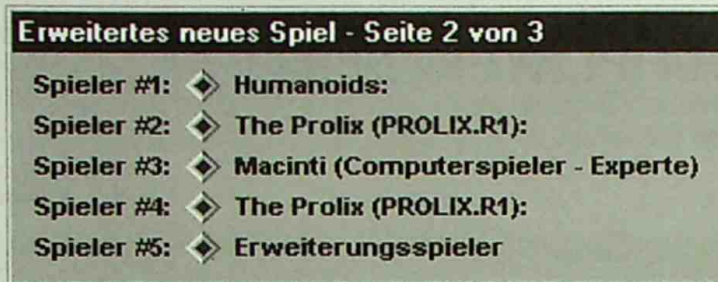 Erweitertes neues Spiel - Seite 2 von 3
Spieler #1: Humanoids:
Spieler #2: The Prolix (PROLIX.R1):
Spieler #3: Macinti (Computerspieler - Experte)
Spieler #4: The Prolix (PROLIX.R1):
Spieler #5: Erweiterungsspieler